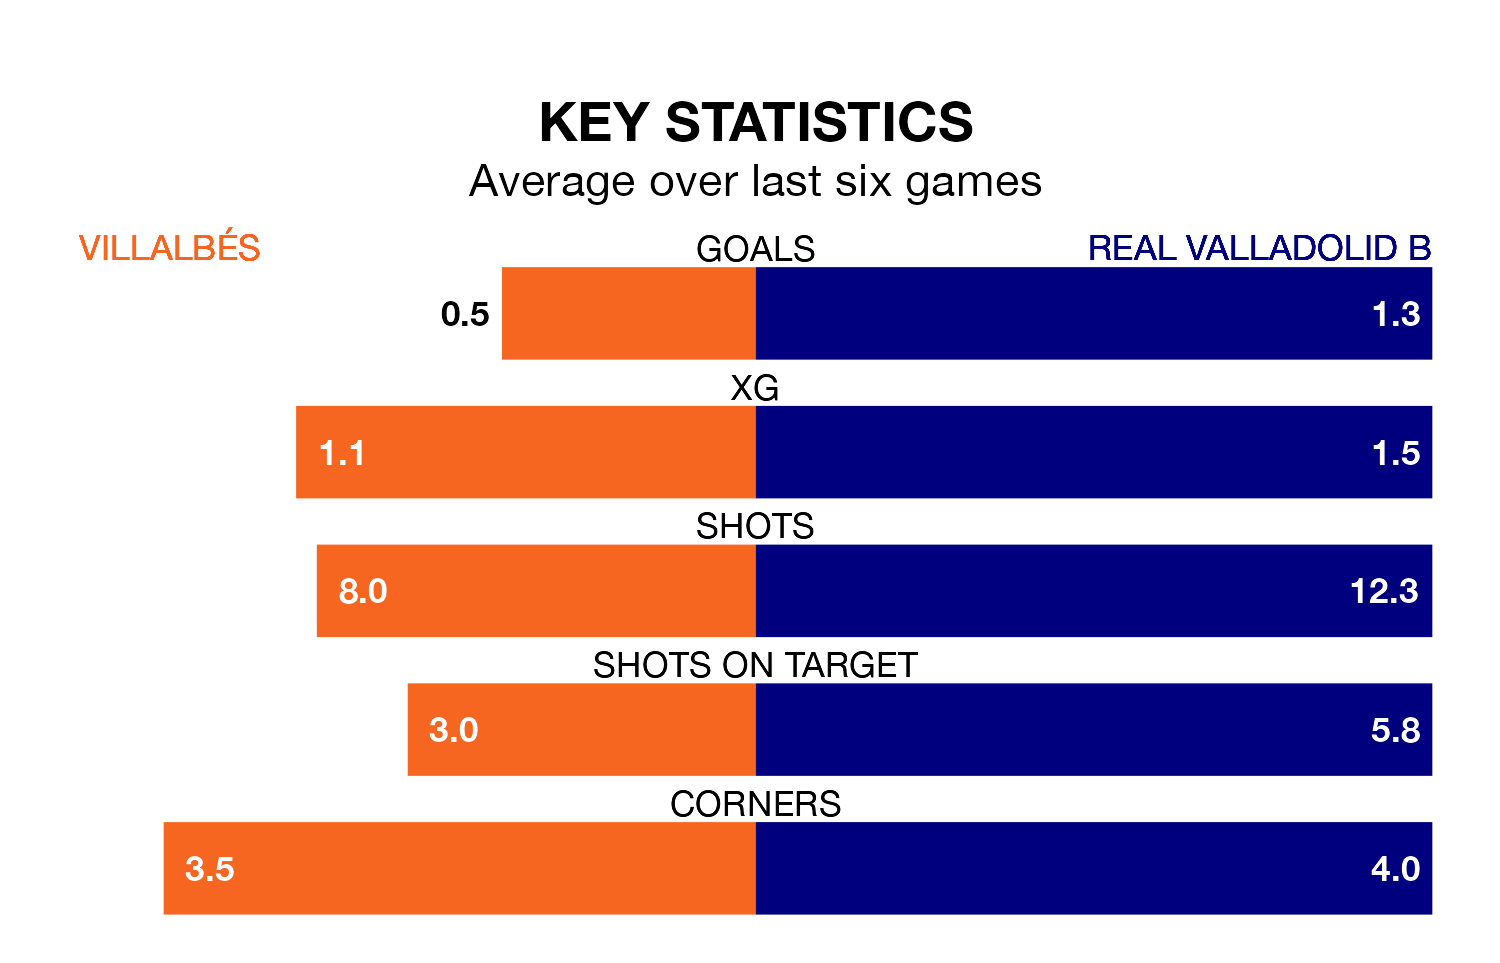 KEY STATISTICS
Average over last six games
VILLALBÉS GOALS REAL VALLADOLID B
0.5 1.3
XG
1.1 1.5
SHOTS
8.0 12.3
SHOTS ON TARGET
3.0 5.8
CORNERS
3.5 4.0